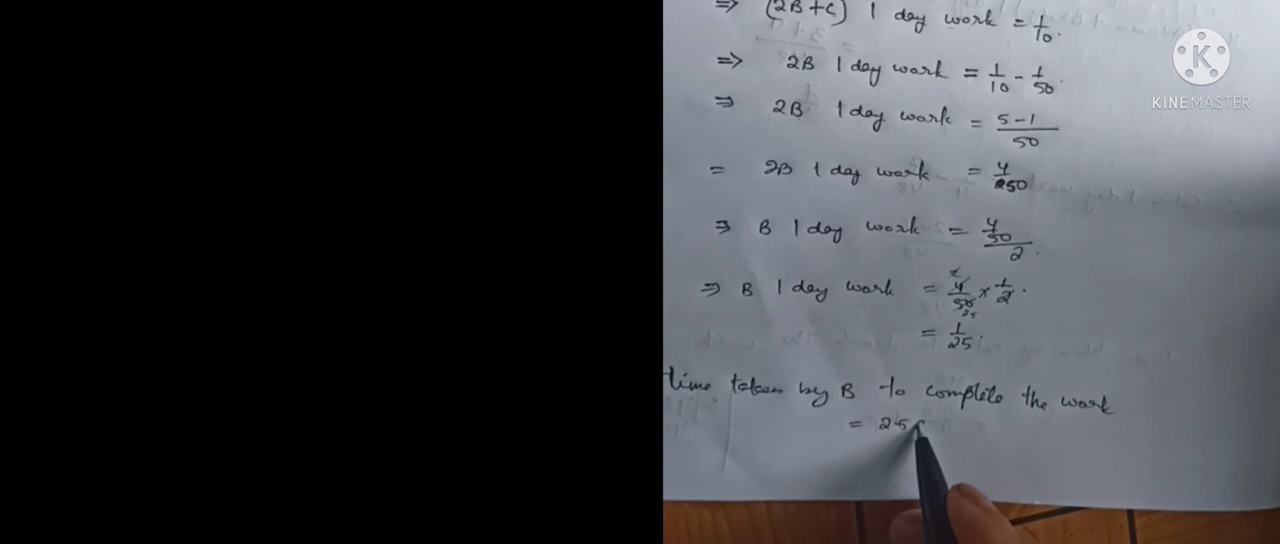 ⇒ (2B+C) 1 day work = 1/10.
⇒ 2B 1 day work = 1/10 - 1/50.
⇒ 2B 1 day work = 5-1/50
= 2B 1 day work = 4/50
⇒ B 1 day work = 4/50/2.
⇒ B 1 day work = 4/50 × 1/2.
= 1/25.
time taken by B to complete the work
= 25
KINEMASTER